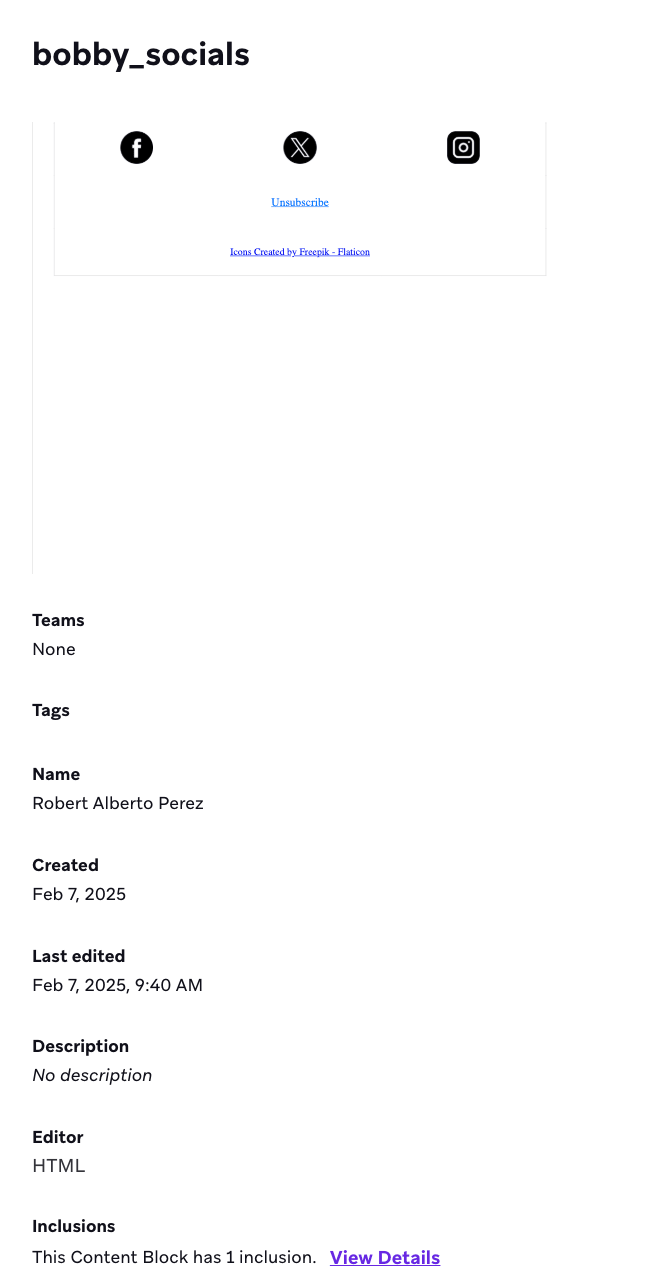 bobby_socials
Unsubscribe
Icons Created by Freepik - Flaticon
Teams
None
Tags
Name
Robert Alberto Perez
Created
Feb 7, 2025
Last edited
Feb 7, 2025, 9:40 AM
Description
No description
Editor
HTML
Inclusions
This Content Block has 1 inclusion. View Details